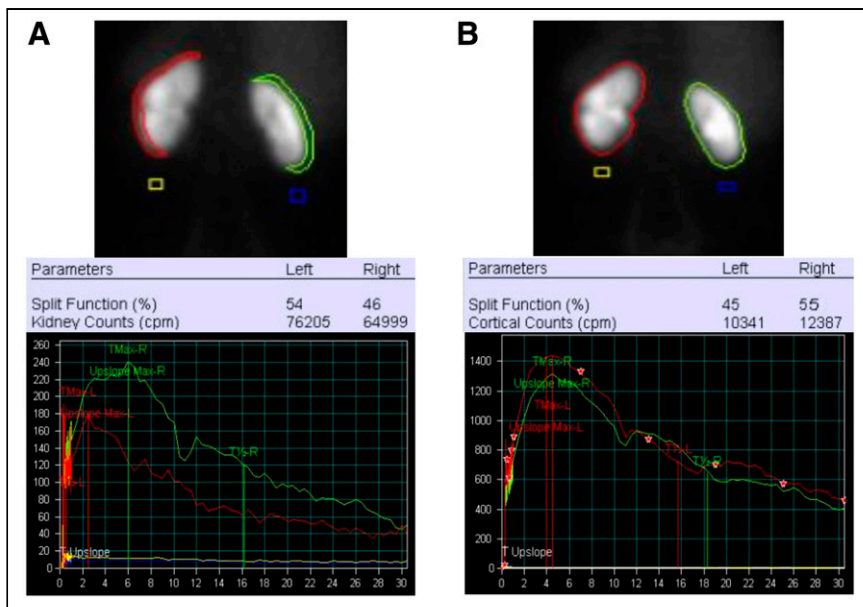 A
Parameters Left Right
Split Function (%) 54 46
Kidney Counts (cpm) 76205 64999
260
240
220
200
180
160
140
120
100
80
60
40
20
0
TMax-R
Upslope Max-R
TMax-L
Upslope Max-L
T½-R
T Upslope
0 2 4 6 8 10 12 14 16 18 20 22 24 26 28 30
B
Parameters Left Right
Split Function (%) 45 55
Cortical Counts (cpm) 10341 12387
1400
1200
1000
800
600
400
200
0
TMax-R
Upslope Max-R
TMax-L
Upslope Max-L
T½-L
T½-R
T Upslope
0 2 4 6 8 10 12 14 16 18 20 22 24 26 28 30